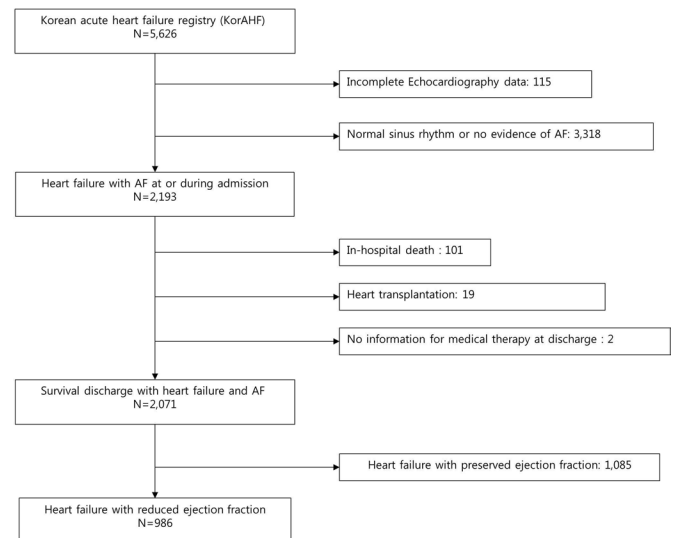 Korean acute heart failure registry (KorAHF)
N=5,626
Incomplete Echocardiography data: 115
Normal sinus rhythm or no evidence of AF: 3,318
Heart failure with AF at or during admission
N=2,193
In-hospital death : 101
Heart transplantation: 19
No information for medical therapy at discharge : 2
Survival discharge with heart failure and AF
N=2,071
Heart failure with preserved ejection fraction: 1,085
Heart failure with reduced ejection fraction
N=986